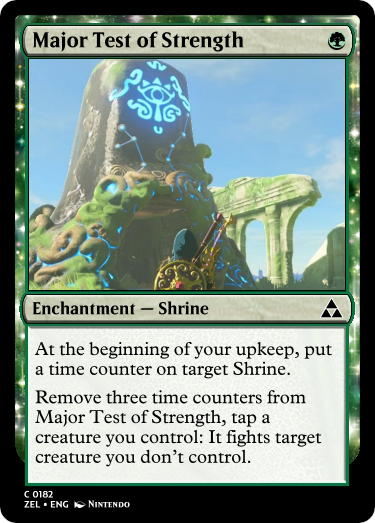 Major Test of Strength
Enchantment — Shrine
At the beginning of your upkeep, put
a time counter on target Shrine.
Remove three time counters from
Major Test of Strength, tap a
creature you control: It fights target
creature you don't control.
C 0182
ZEL • ENG Nintendo